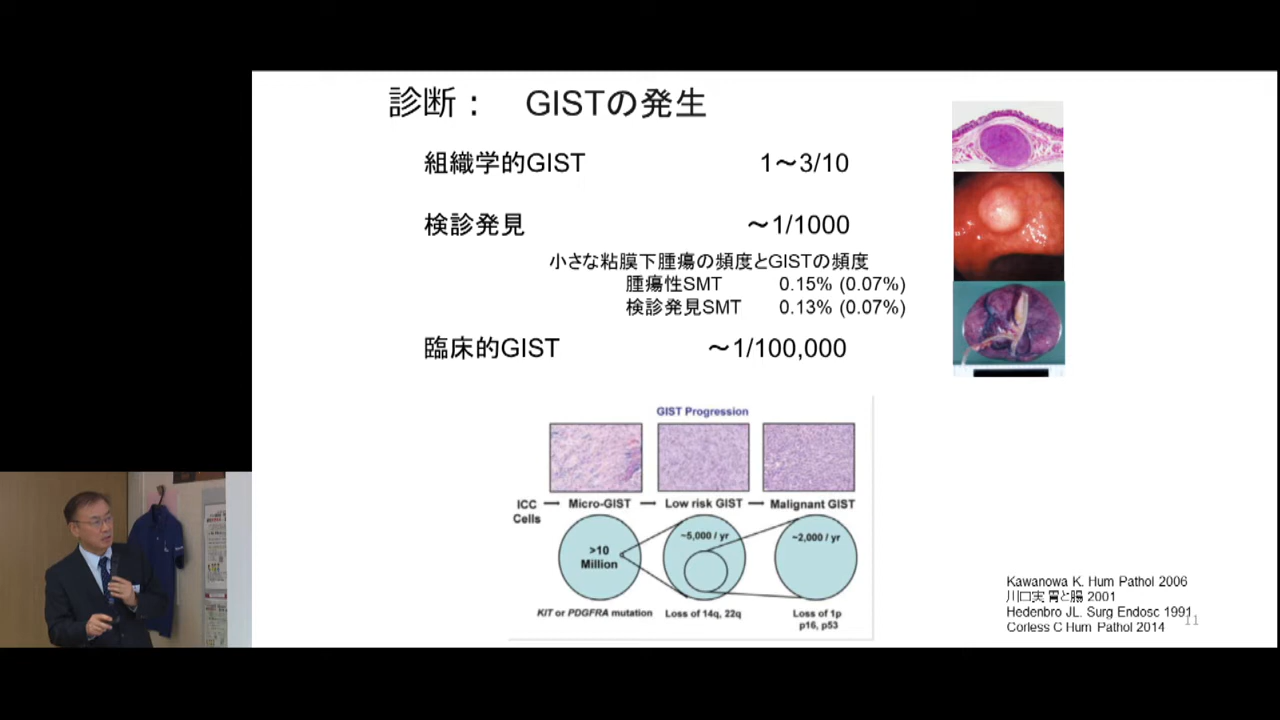 診断： GISTの発生
組織学的GIST 1〜3/10
検診発見 〜1/1000
小さな粘膜下腫瘍の頻度とGISTの頻度
腫瘍性SMT 0.15% (0.07%)
検診発見SMT 0.13% (0.07%)
臨床的GIST 〜1/100,000
GIST Progression
ICC Cells
Micro-GIST
Low risk GIST
Malignant GIST
>10 Million
~5,000 / yr
~2,000 / yr
KIT or PDGFRA mutation
Loss of 14q, 22q
Loss of 1p
p16, p53
Kawanowa K. Hum Pathol 2006
川口実 胃と腸 2001
Hedenbro JL. Surg Endosc 1991
Corless C Hum Pathol 2014
11